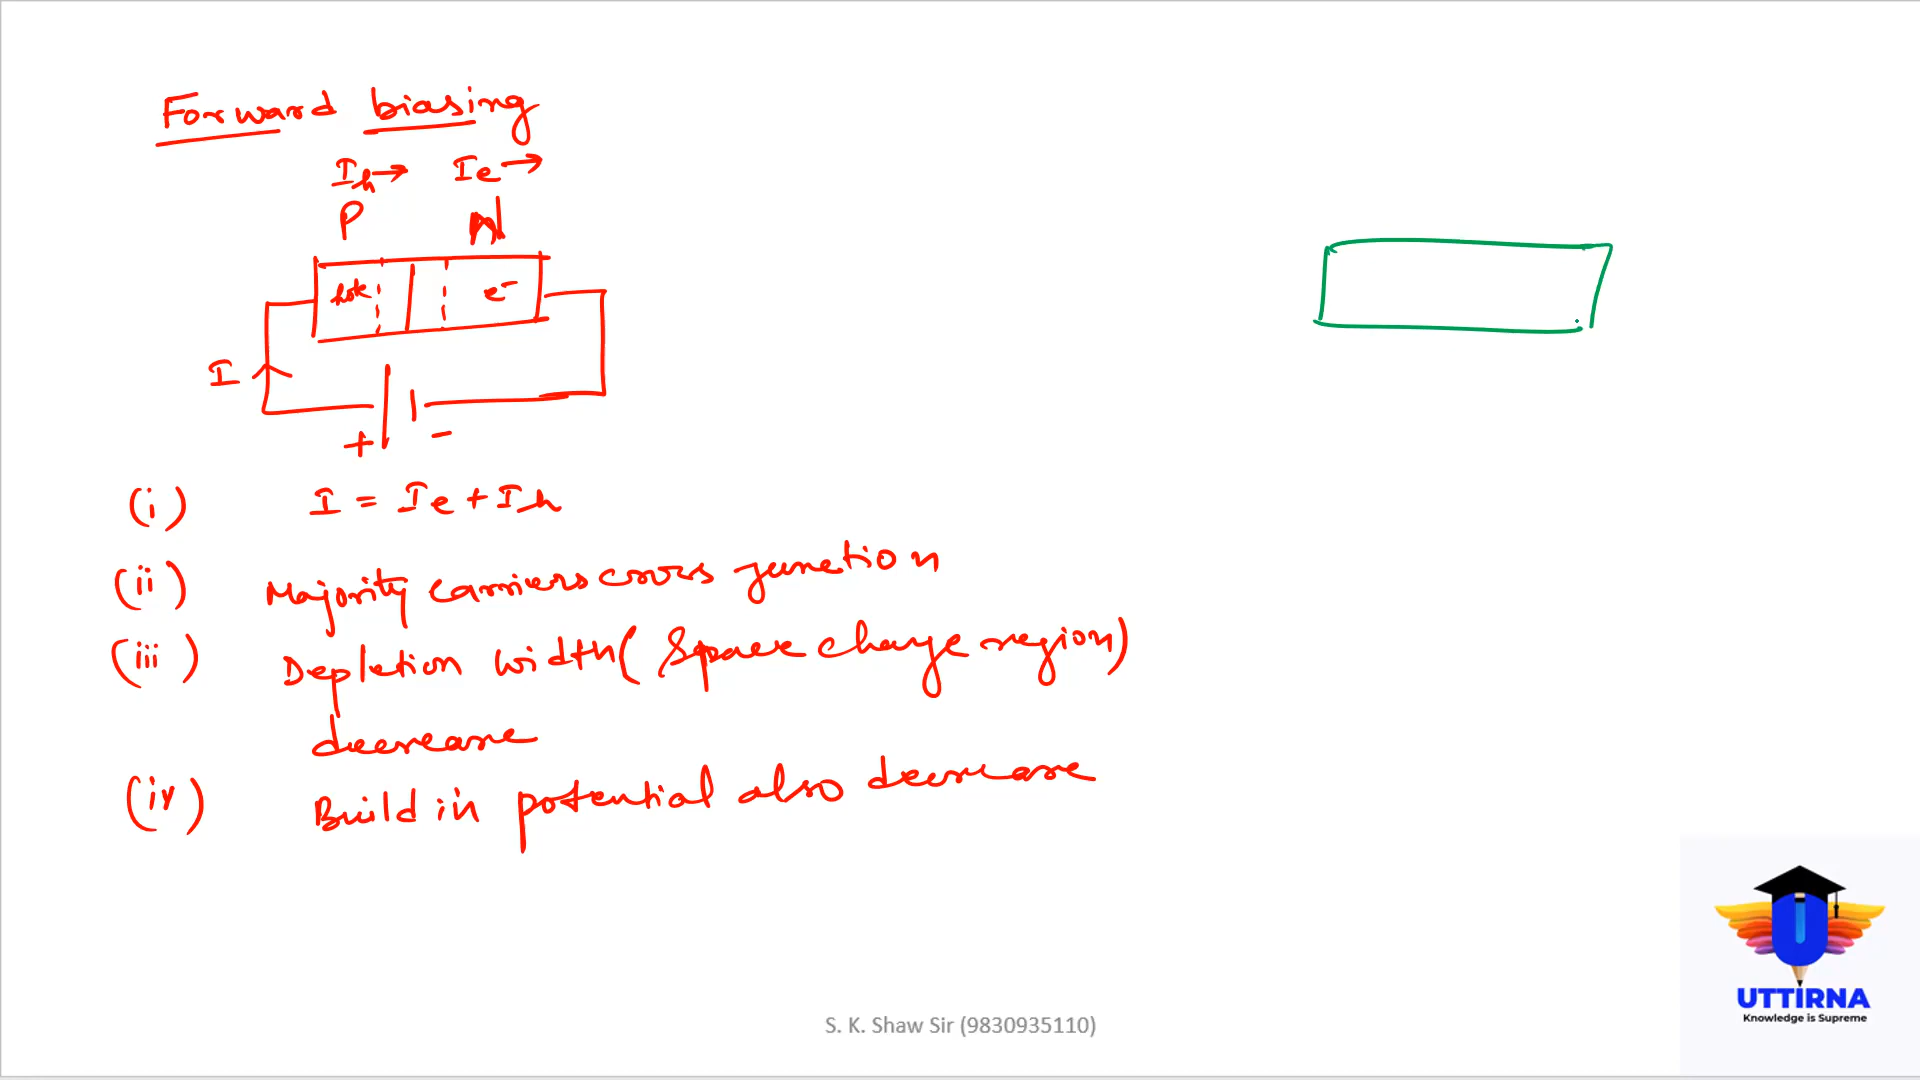 Forward biasing
Ih → Ie →
P N
hole e-
I
+ -
(i) I = Ie + Ih
(ii) Majority carriers cross junction
(iii) Depletion width (Space charge region)
decrease
(iv) Build in potential also decrease
UTTIRNA
Knowledge is Supreme
S. K. Shaw Sir (9830935110)